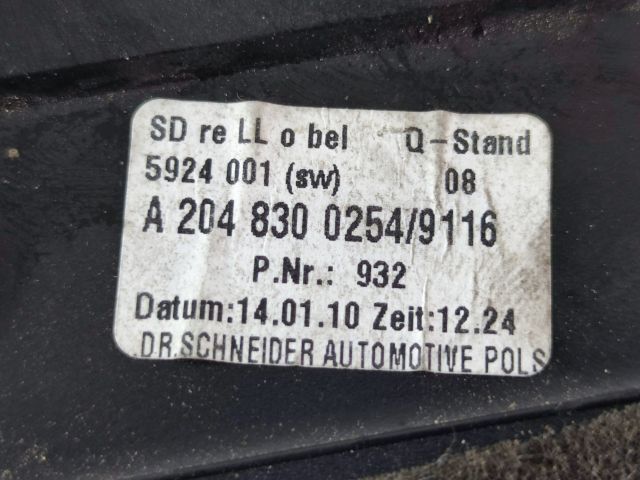 SD re LL o bel Q-Stand
5924 001 (sw) 08
A 204 830 0254/9116
P.Nr.: 932
Datum:14.01.10 Zeit:12.24
DR.SCHNEIDER AUTOMOTIVE POLS